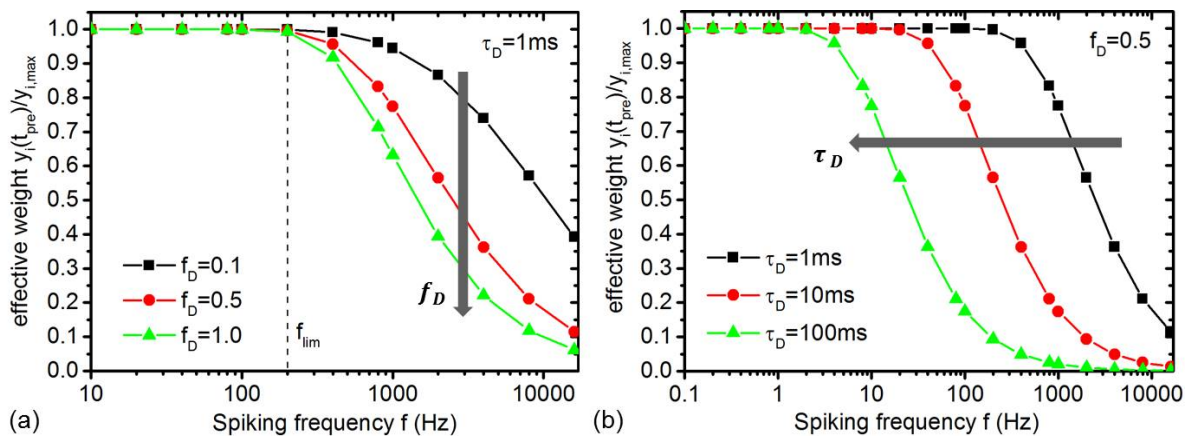 effective weight yᵢ(t_pre)/y_i,max
1.0
0.9
0.8
0.7
0.6
0.5
0.4
0.3
0.2
0.1
0.0
τ_D=1ms
f_D
f_D=0.1
f_D=0.5
f_D=1.0
f_lim
10
100
1000
10000
Spiking frequency f (Hz)
(a)
effective weight yᵢ(t_pre)/y_i,max
1.0
0.9
0.8
0.7
0.6
0.5
0.4
0.3
0.2
0.1
0.0
f_D=0.5
τ_D
τ_D=1ms
τ_D=10ms
τ_D=100ms
0.1
1
10
100
1000
10000
Spiking frequency f (Hz)
(b)